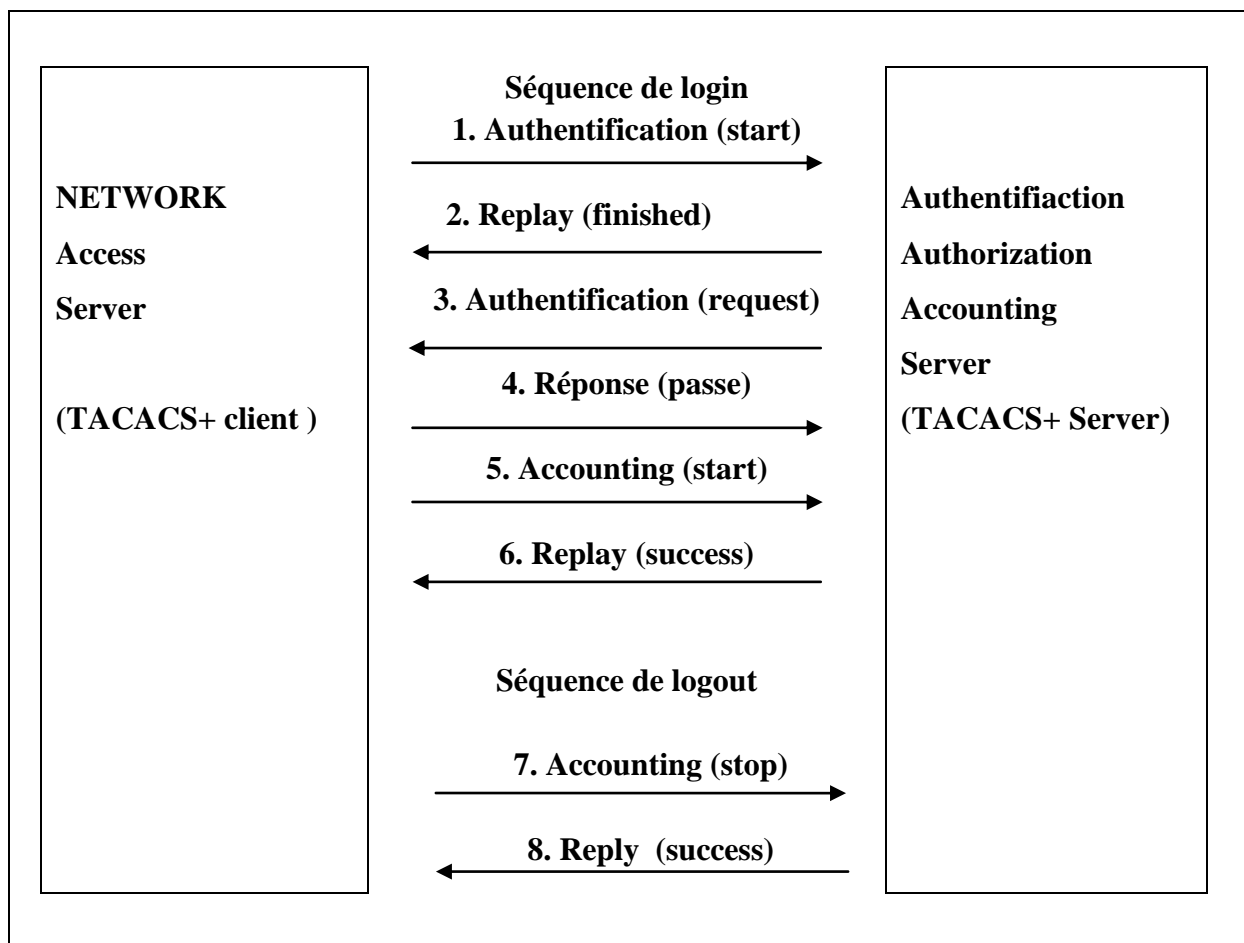 Séquence de login
1. Authentification (start)
2. Replay (finished)
3. Authentification (request)
4. Réponse (passe)
5. Accounting (start)
6. Replay (success)
Séquence de logout
7. Accounting (stop)
8. Reply (success)
NETWORK
Access
Server
(TACACS+ client )
Authentifiaction
Authorization
Accounting
Server
(TACACS+ Server)